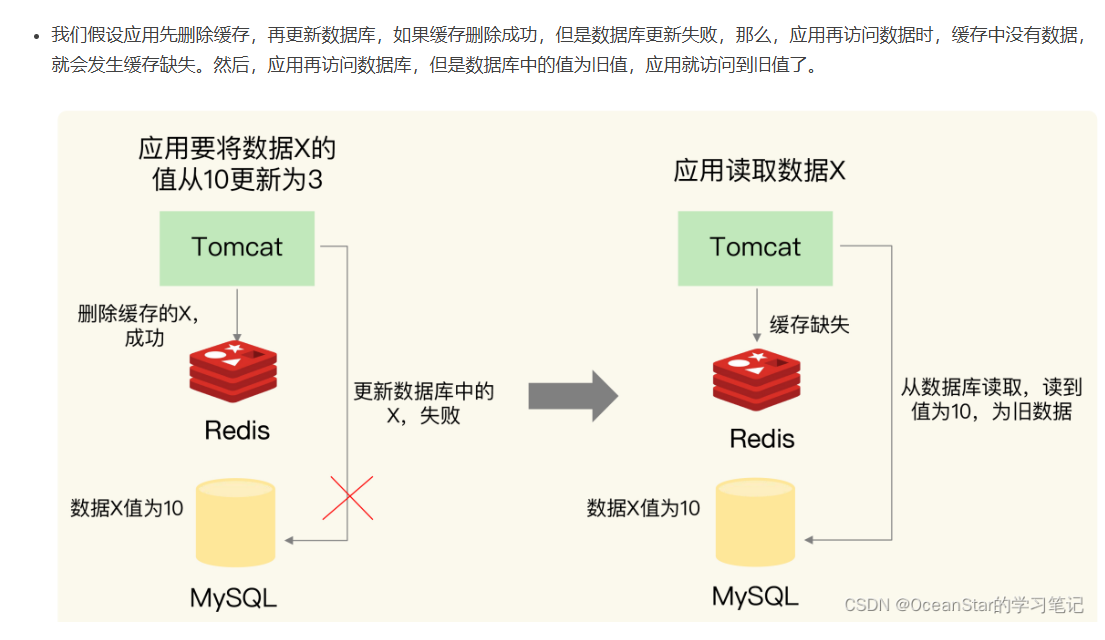 我们假设应用先删除缓存，再更新数据库，如果缓存删除成功，但是数据库更新失败，那么，应用再访问数据时，缓存中没有数据，
就会发生缓存缺失。然后，应用再访问数据库，但是数据库中的值为旧值，应用就访问到旧值了。
应用要将数据X的
值从10更新为3
Tomcat
删除缓存的X，
成功
Redis
更新数据库中的
X，失败
数据X值为10
MySQL
应用读取数据X
Tomcat
缓存缺失
Redis
从数据库读取，读到
值为10，为旧数据
数据X值为10
MySQL
CSDN @OceanStar的学习笔记